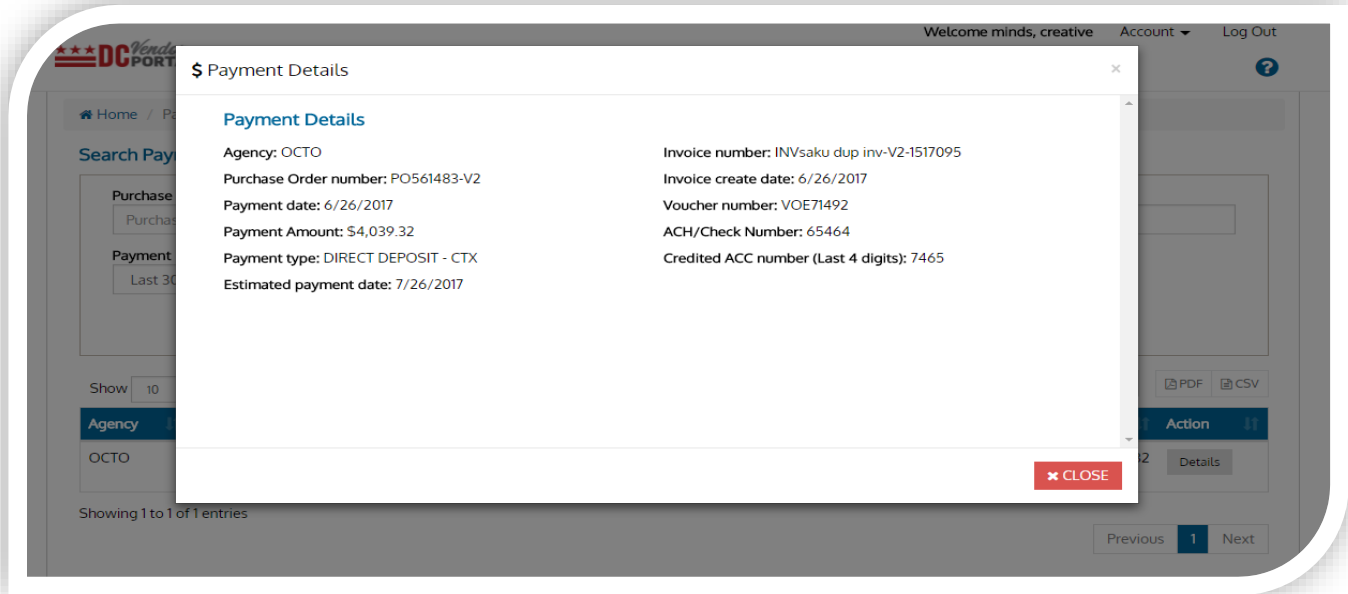 Welcome minds, creative Account Log Out
DC Vendo
PORT
$ Payment Details ×
Home / Pa
Payment Details
Search Pay
Agency: OCTO Invoice number: INVsaku dup inv-V2-1517095
Purchase Order number: PO561483-V2 Invoice create date: 6/26/2017
Purchase
Payment date: 6/26/2017 Voucher number: VOE71492
Purchas
Payment Amount: $4,039.32 ACH/Check Number: 65464
Payment
Payment type: DIRECT DEPOSIT - CTX Credited ACC number (Last 4 digits): 7465
Last 30
Estimated payment date: 7/26/2017
Show 10 PDF CSV
Agency Action
OCTO Details
CLOSE
Showing 1 to 1 of 1 entries
Previous 1 Next